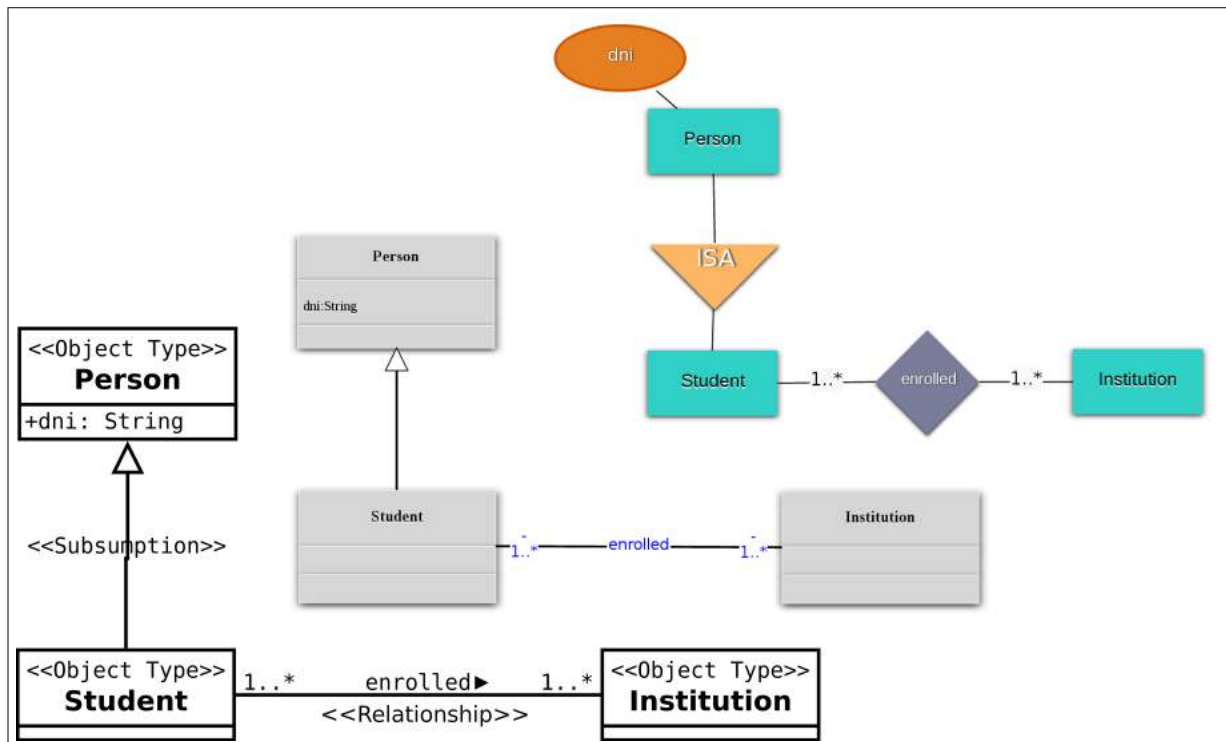 dni
Person
ISA
Student
1..*
enrolled
1..*
Institution
Person
dni:String
Student
-
1..*
enrolled
-
1..*
Institution
<<Object Type>>
Person
+dni: String
<<Subsumption>>
<<Object Type>>
Student
1..*
enrolled▶
1..*
<<Relationship>>
<<Object Type>>
Institution